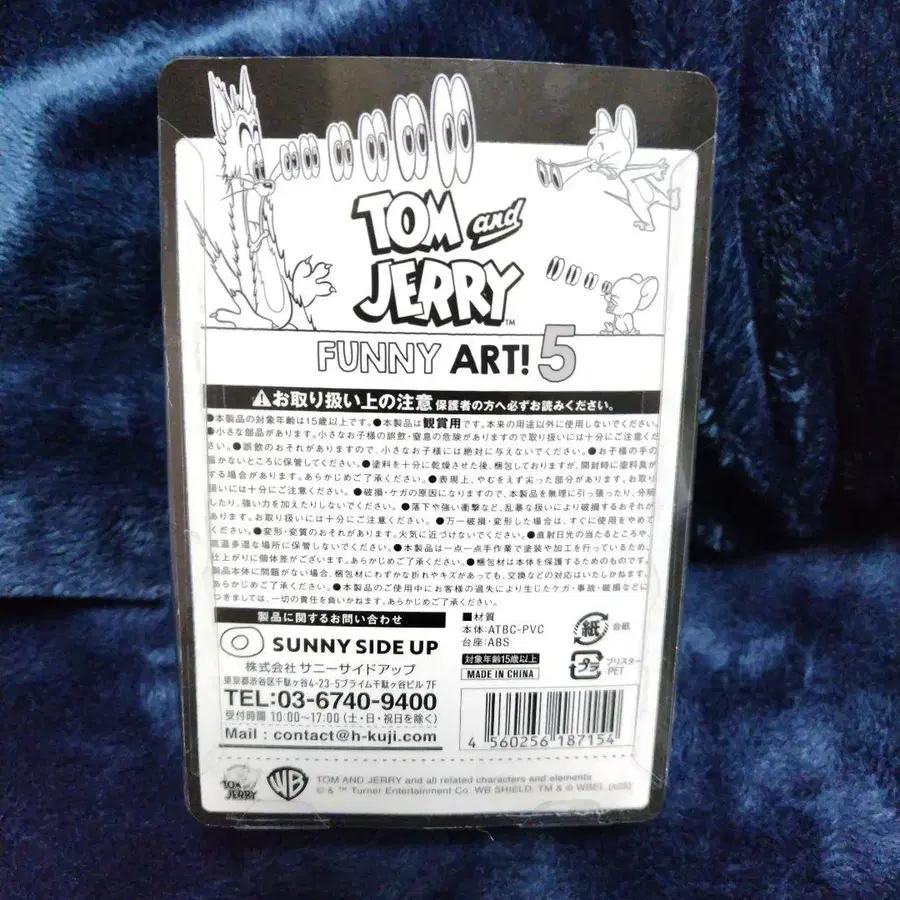 TOM and
JERRY™
FUNNY ART! 5
⚠お取り扱い上の注意 保護者の方へ必ずお読みください。
●本製品の対象年齢は15歳以上です。●本製品は観賞用です。本来の用途以外に使用しないでください。
●小さな部品があります。小さなお子様の誤飲・窒息の危険がありますので取り扱いには十分にご注意くださ
い。●誤飲のおそれがありますので、小さなお子様には絶対に与えないでください。●お子様の手の
届かないところに保管してください。●塗料を十分に乾燥させた後、梱包しておりますが、開封時に塗料臭が
する場合があります。あらかじめご了承ください。●表現上、やむをえず尖った部分があります。お取り
扱いには十分にご注意ください。●破損・ケガの原因になりますので、本製品を無理に引っ張ったり、分解
したり、強い力を加えたりしないでください。●落下や強い衝撃など、乱暴な扱いにより破損するおそれが
あります。お取り扱いには十分にご注意ください。●万一破損・変形した場合は、すぐに使用をやめて
ください。●変形・変質のおそれがあります。火気に近づけないでください。●直射日光の当たるところや、
高温多湿な場所に保管しないでください。●本製品は一点一点手作業で塗装や加工を行っているため、
仕上がりに個体差がございます。あらかじめご了承ください。●梱包材は本体を保護するためのものです。
製品本体に問題がない場合、梱包材にわずかな折れやキズがあっても、交換などの対応はいたしかねます。
あらかじめご了承ください。●本製品のご使用中にお客様の過失により生じたケガ・事故・破損などに
つきましては、一切の責任を負いかねます。あらかじめご了承ください。
製品に関するお問い合わせ
SUNNY SIDE UP
株式会社 サニーサイドアップ
東京都渋谷区千駄ヶ谷4-23-5プライム千駄ヶ谷ビル 7F
TEL:03-6740-9400
受付時間 10:00〜17:00 (土・日・祝日を除く)
Mail : contact@h-kuji.com
■材質
本体:ATBC-PVC
台座:ABS
対象年齢15歳以上
MADE IN CHINA
紙 台紙
プラ ブリスター
PET
4 560256 187154
TOM and JERRY
WB
TOM AND JERRY and all related characters and elements
© & ™ Turner Entertainment Co. WB SHIELD: TM & © WBEI.